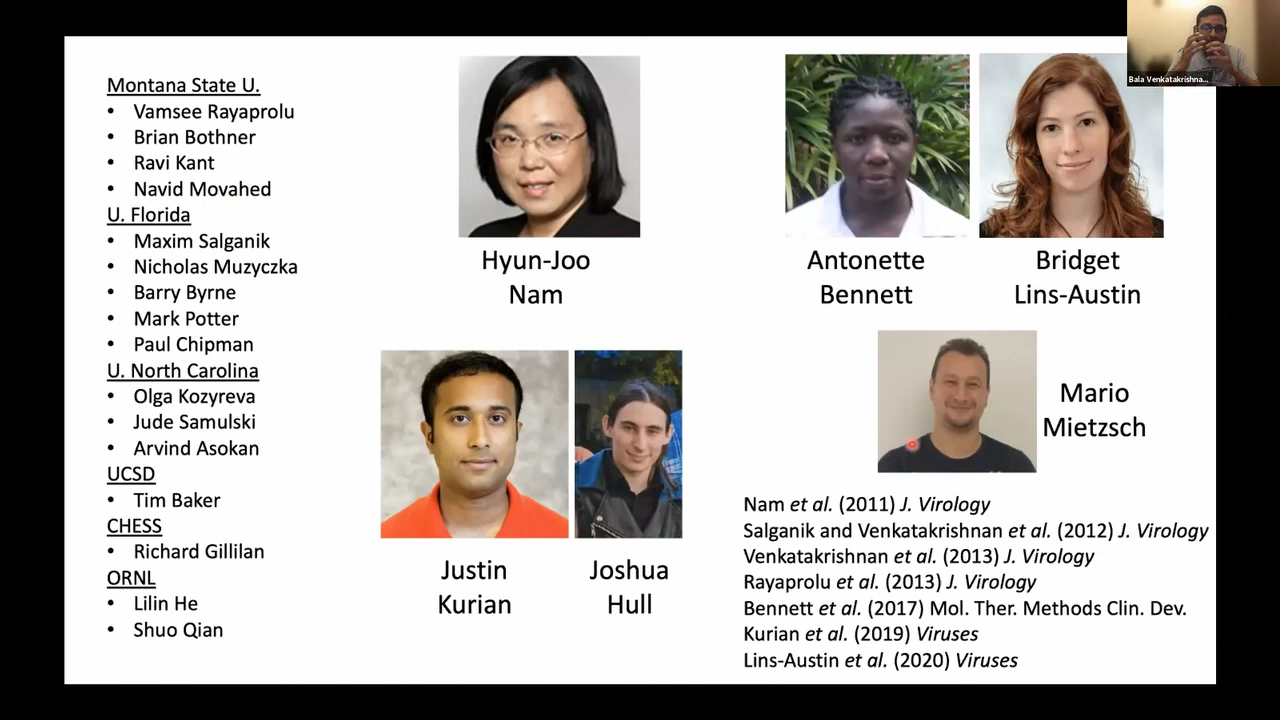 Montana State U.
• Vamsee Rayaprolu
• Brian Bothner
• Ravi Kant
• Navid Movahed
U. Florida
• Maxim Salganik
• Nicholas Muzyczka
• Barry Byrne
• Mark Potter
• Paul Chipman
U. North Carolina
• Olga Kozyreva
• Jude Samulski
• Arvind Asokan
UCSD
• Tim Baker
CHESS
• Richard Gillilan
ORNL
• Lilin He
• Shuo Qian
Hyun-Joo
Nam
Justin
Kurian
Joshua
Hull
Antonette
Bennett
Bridget
Lins-Austin
Mario
Mietzsch
Nam et al. (2011) J. Virology
Salganik and Venkatakrishnan et al. (2012) J. Virology
Venkatakrishnan et al. (2013) J. Virology
Rayaprolu et al. (2013) J. Virology
Bennett et al. (2017) Mol. Ther. Methods Clin. Dev.
Kurian et al. (2019) Viruses
Lins-Austin et al. (2020) Viruses
Bala Venkatakrishna...